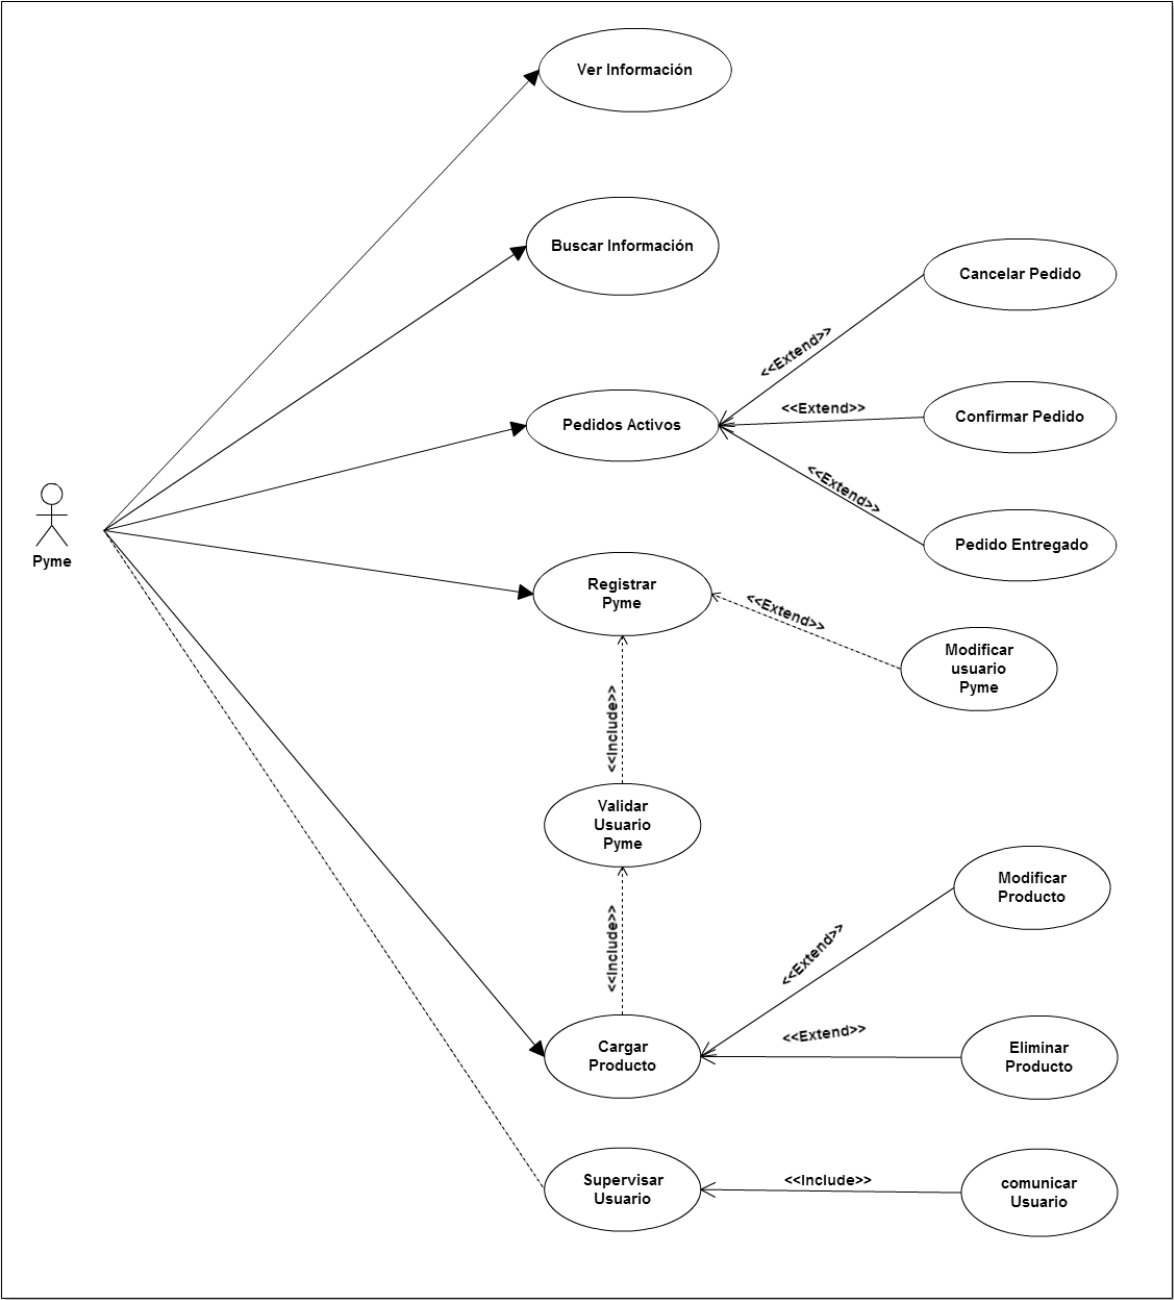 Ver Información
Buscar Información
Cancelar Pedido
<<Extend>>
<<Extend>>
Confirmar Pedido
Pedidos Activos
<<Extend>>
Pedido Entregado
Pyme
Registrar
Pyme
<<Extend>>
Modificar
usuario
Pyme
<<Include>>
Validar
Usuario
Pyme
<<Include>>
Modificar
Producto
<<Extend>>
<<Extend>>
Cargar
Producto
Eliminar
Producto
Supervisar
Usuario
<<Include>>
comunicar
Usuario